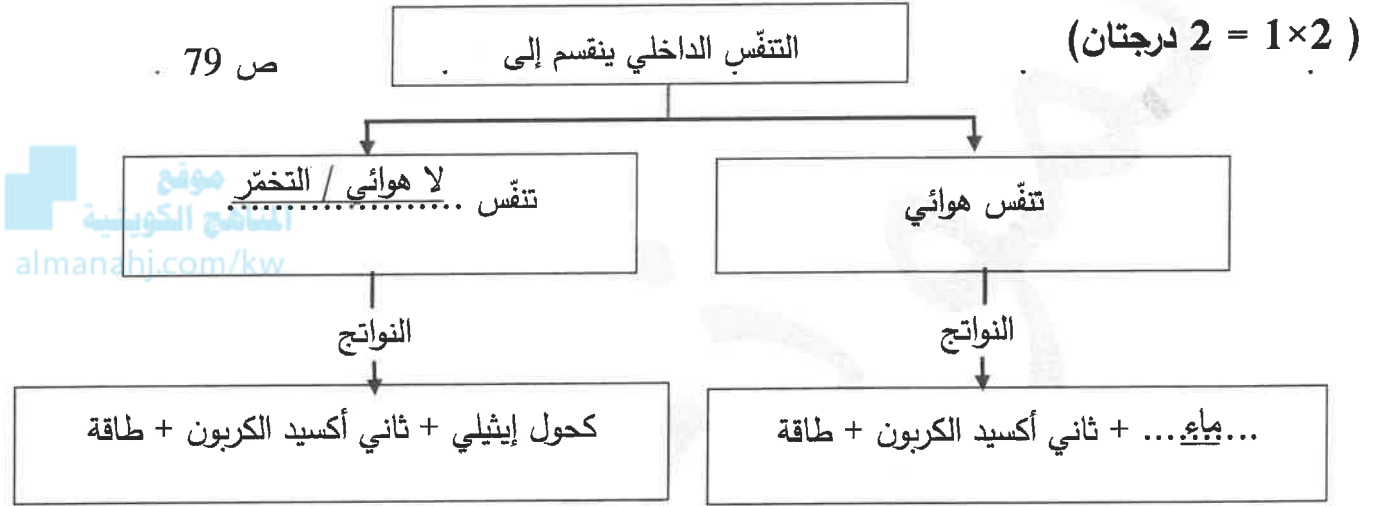 ( 2×1 = 2 درجتان)
التنفّس الداخلي ينقسم إلى
ص 79
تنفّس هوائي
تنفّس لا هوائي / التخمّر
موقع
المناهج الكويتية
almanahj.com/kw
النواتج
النواتج
...ماء.... + ثاني أكسيد الكربون + طاقة
كحول إيثيلي + ثاني أكسيد الكربون + طاقة